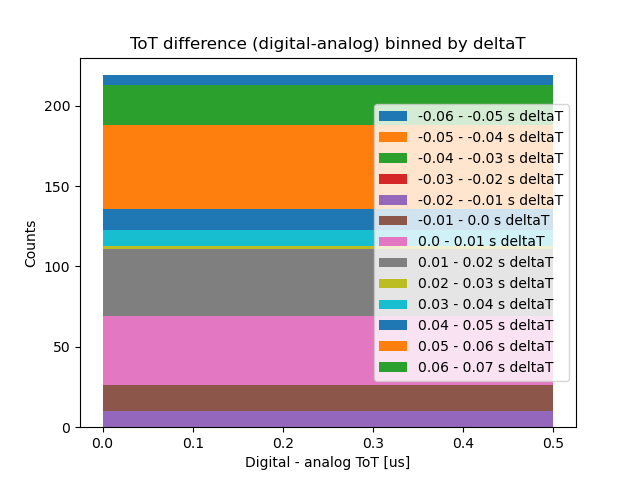 ToT difference (digital-analog) binned by deltaT
200
150
100
50
0
Counts
-0.06 - -0.05 s deltaT
-0.05 - -0.04 s deltaT
-0.04 - -0.03 s deltaT
-0.03 - -0.02 s deltaT
-0.02 - -0.01 s deltaT
-0.01 - 0.0 s deltaT
0.0 - 0.01 s deltaT
0.01 - 0.02 s deltaT
0.02 - 0.03 s deltaT
0.03 - 0.04 s deltaT
0.04 - 0.05 s deltaT
0.05 - 0.06 s deltaT
0.06 - 0.07 s deltaT
0.0 0.1 0.2 0.3 0.4 0.5
Digital - analog ToT [us]